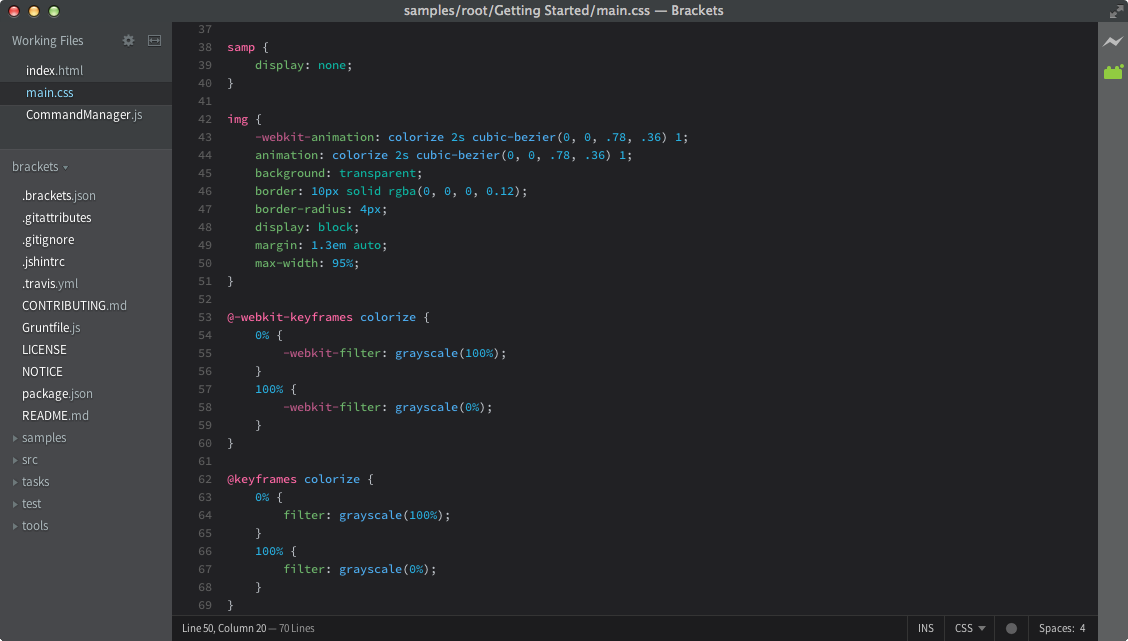 samples/root/Getting Started/main.css — Brackets
Working Files
index.html
main.css
CommandManager.js
brackets
.brackets.json
.gitattributes
.gitignore
.jshintrc
.travis.yml
CONTRIBUTING.md
Gruntfile.js
LICENSE
NOTICE
package.json
README.md
samples
src
tasks
test
tools
37
38 samp {
39     display: none;
40 }
41
42 img {
43     -webkit-animation: colorize 2s cubic-bezier(0, 0, .78, .36) 1;
44     animation: colorize 2s cubic-bezier(0, 0, .78, .36) 1;
45     background: transparent;
46     border: 10px solid rgba(0, 0, 0, 0.12);
47     border-radius: 4px;
48     display: block;
49     margin: 1.3em auto;
50     max-width: 95%;
51 }
52
53 @-webkit-keyframes colorize {
54     0% {
55         -webkit-filter: grayscale(100%);
56     }
57     100% {
58         -webkit-filter: grayscale(0%);
59     }
60 }
61
62 @keyframes colorize {
63     0% {
64         filter: grayscale(100%);
65     }
66     100% {
67         filter: grayscale(0%);
68     }
69 }
Line 50, Column 20 — 70 Lines
INS
CSS
Spaces: 4